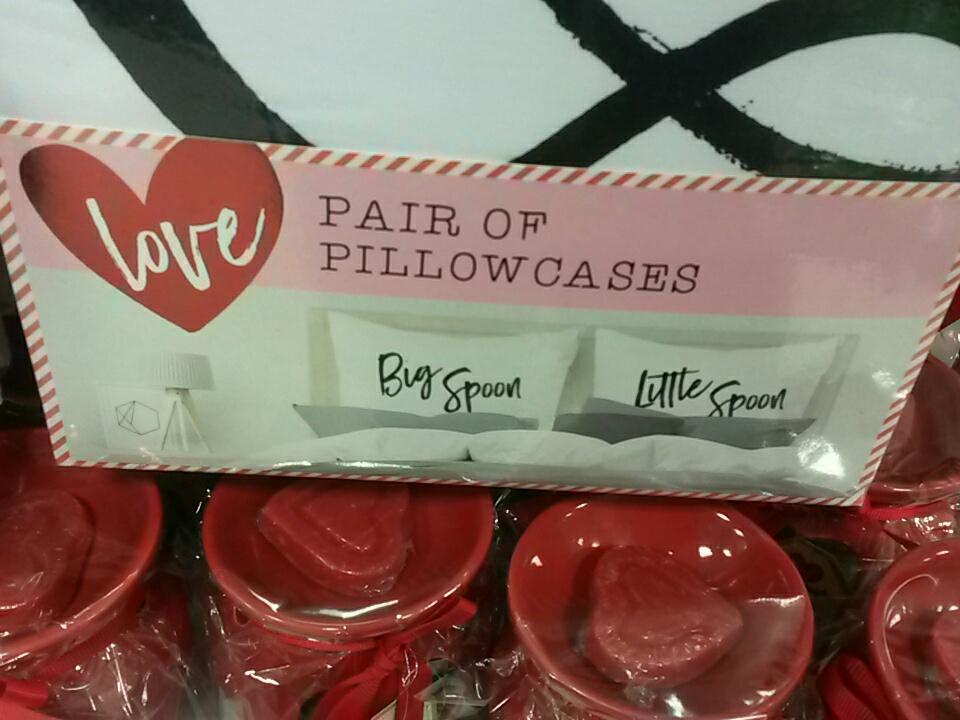 love
PAIR OF
PILLOWCASES
Big Spoon
Little Spoon